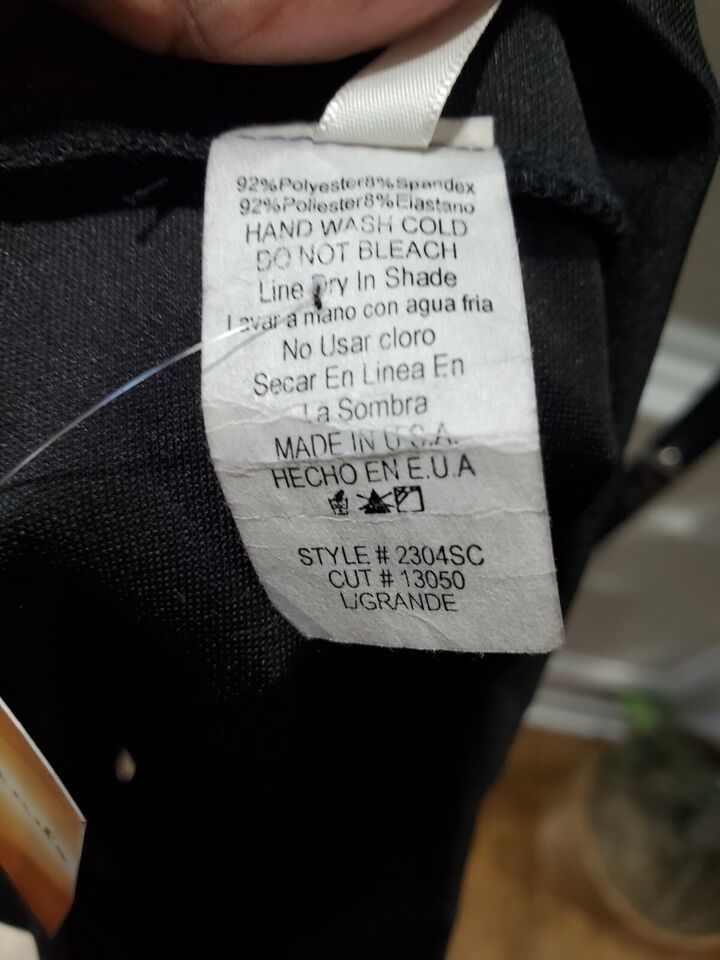 92%Polyester8%Spandex
92%Poliester8%Elastano
HAND WASH COLD
DO NOT BLEACH
Line Dry In Shade
Lavar a mano con agua fria
No Usar cloro
Secar En Linea En
La Sombra
MADE IN U.S.A.
HECHO EN E.U.A
STYLE # 2304SC
CUT # 13050
L/GRANDE